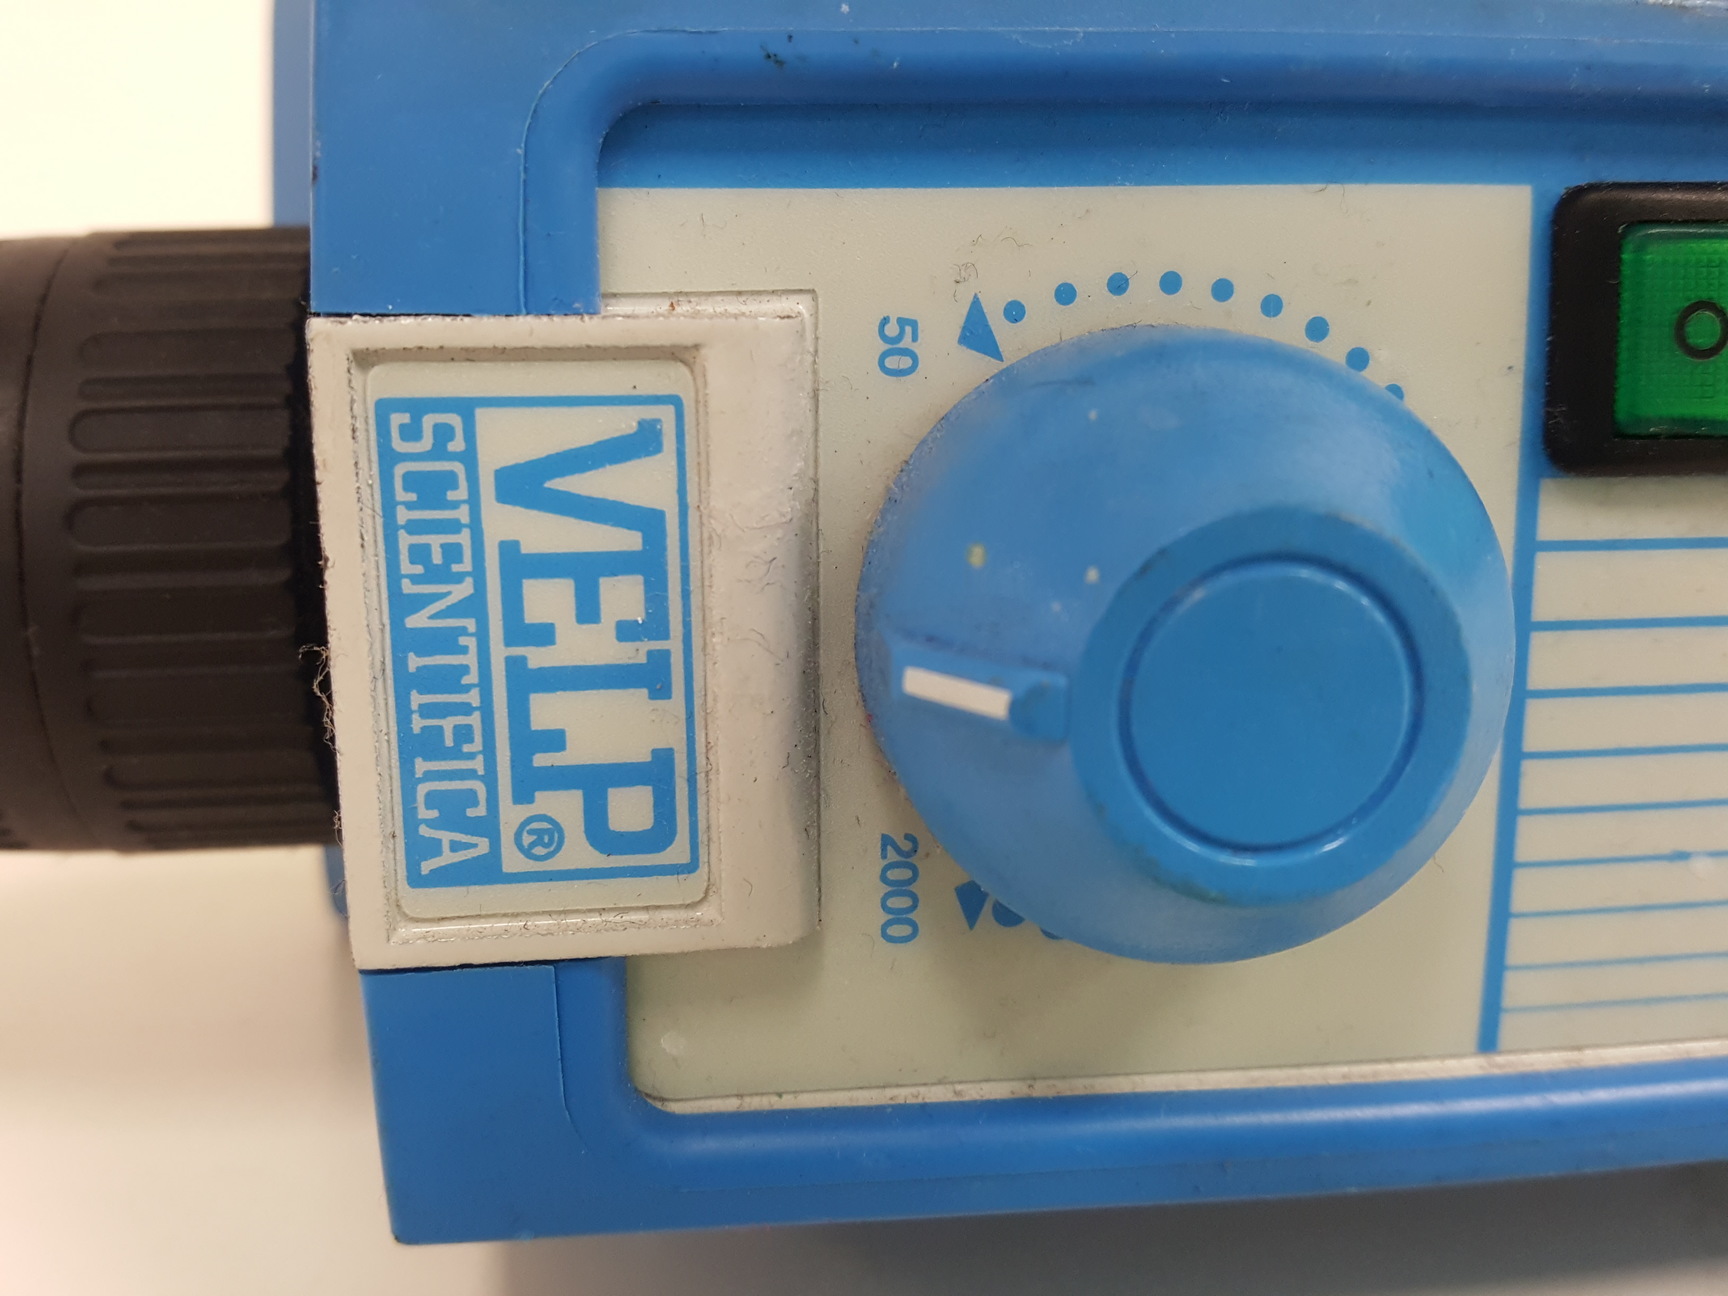 VELP®
SCIENTIFICA
50
2000
O